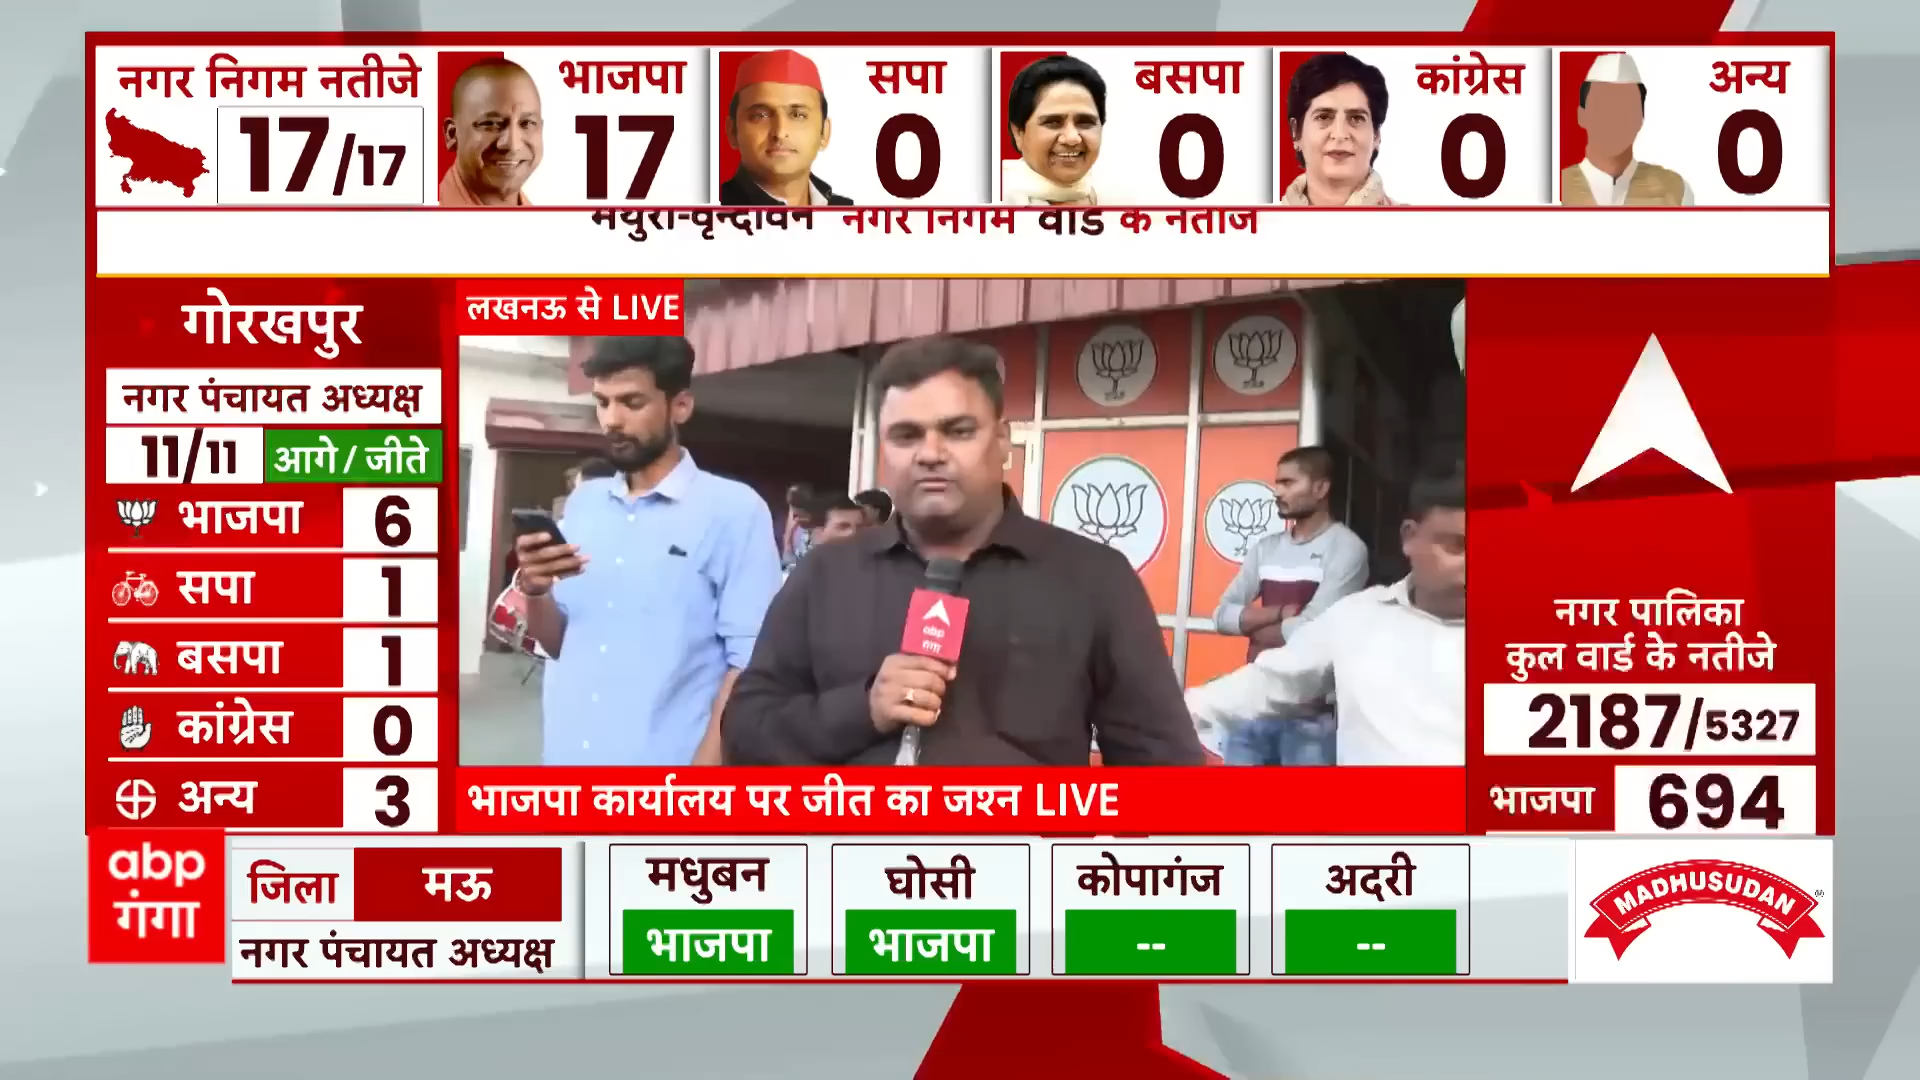 नगर निगम नतीजे
17/17
भाजपा
17
सपा
0
बसपा
0
कांग्रेस
0
अन्य
0
मथुरा-वृन्दावन नगर निगम वार्ड के नतीजे
गोरखपुर
नगर पंचायत अध्यक्ष
11/11 आगे / जीते
भाजपा 6
सपा 1
बसपा 1
कांग्रेस 0
अन्य 3
लखनऊ से LIVE
abp
गंगा
भाजपा कार्यालय पर जीत का जश्न LIVE
नगर पालिका
कुल वार्ड के नतीजे
2187/5327
भाजपा 694
abp
गंगा
जिला मऊ
नगर पंचायत अध्यक्ष
मधुबन
भाजपा
घोसी
भाजपा
कोपागंज
--
अदरी
--
MADHUSUDAN